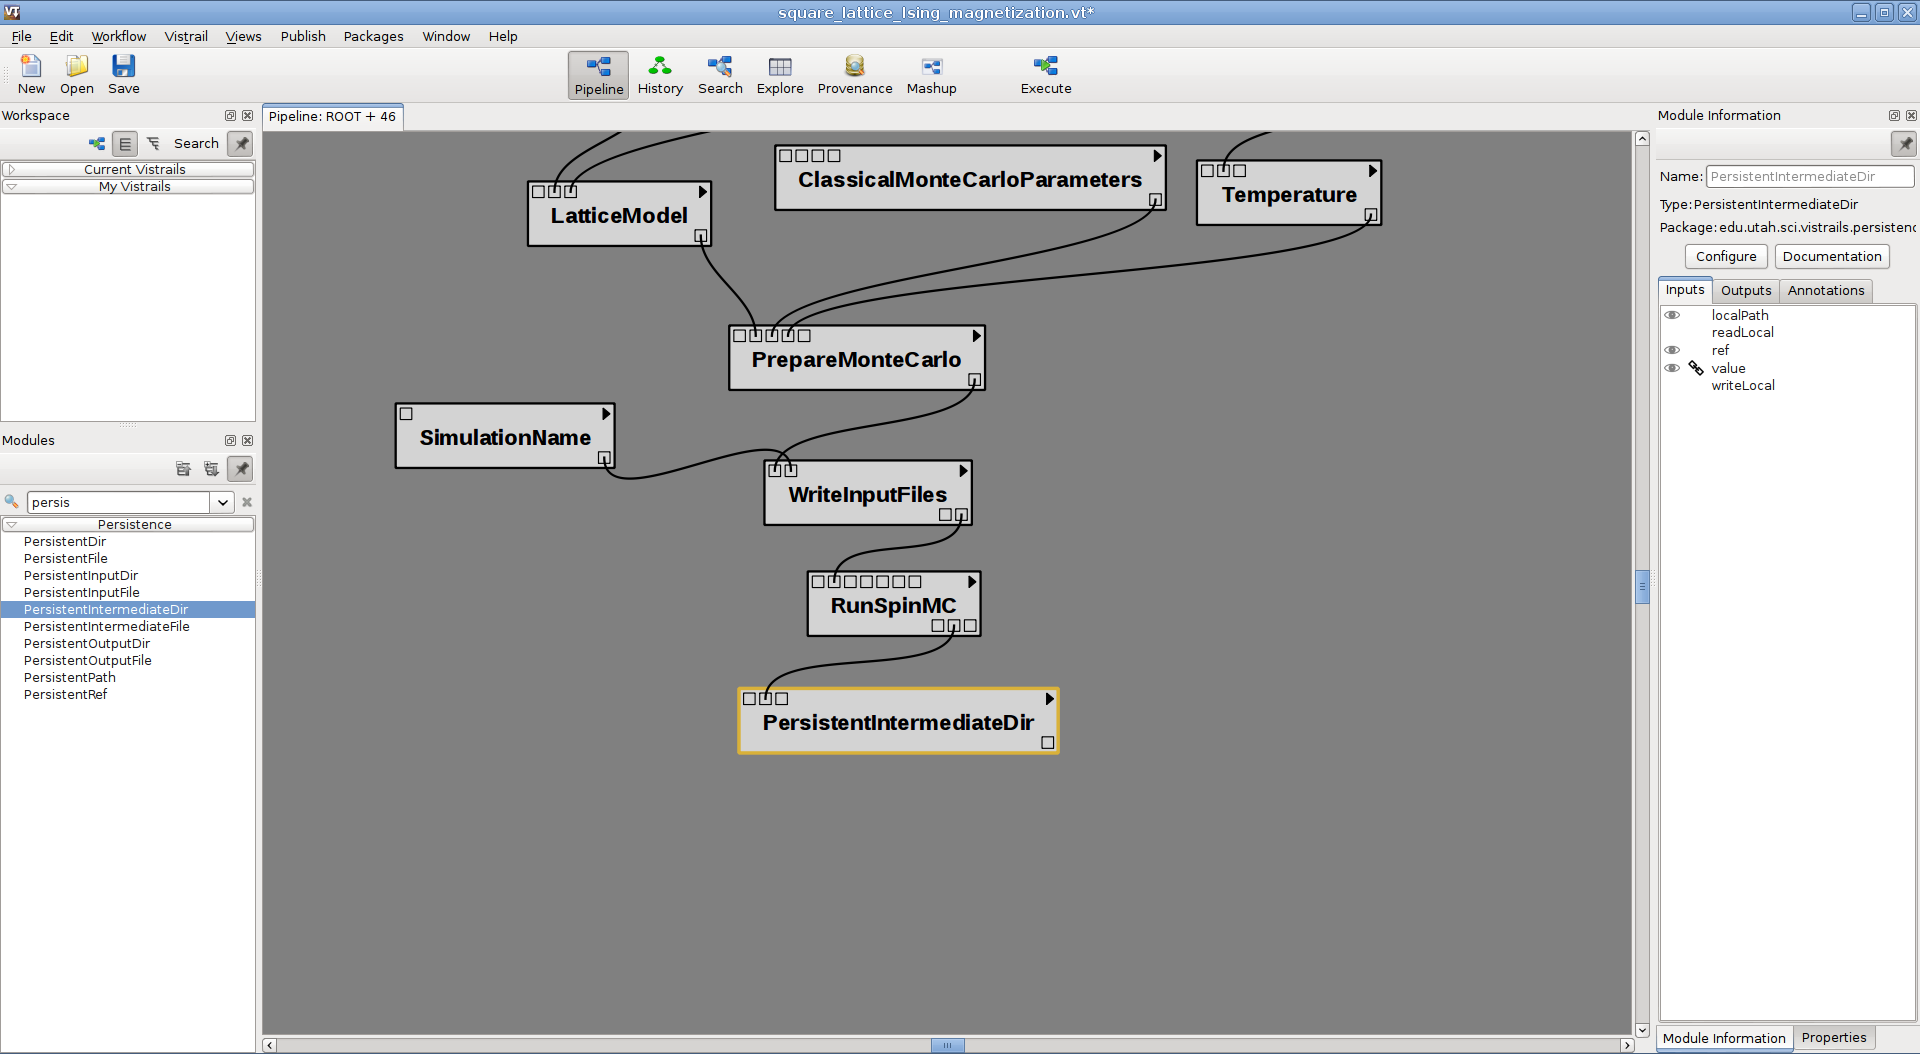 VT
square_lattice_Ising_magnetization.vt*
File Edit Workflow Vistrail Views Publish Packages Window Help
New Open Save Pipeline History Search Explore Provenance Mashup Execute
Workspace
Search
Current Vistrails
My Vistrails
Modules
persis
Persistence
PersistentDir
PersistentFile
PersistentInputDir
PersistentInputFile
PersistentIntermediateDir
PersistentIntermediateFile
PersistentOutputDir
PersistentOutputFile
PersistentPath
PersistentRef
Pipeline: ROOT + 46
ClassicalMonteCarloParameters
Temperature
LatticeModel
PrepareMonteCarlo
SimulationName
WriteInputFiles
RunSpinMC
PersistentIntermediateDir
Module Information
Name: PersistentIntermediateDir
Type: PersistentIntermediateDir
Package: edu.utah.sci.vistrails.persistenc
Configure Documentation
Inputs Outputs Annotations
localPath
readLocal
ref
value
writeLocal
Module Information Properties